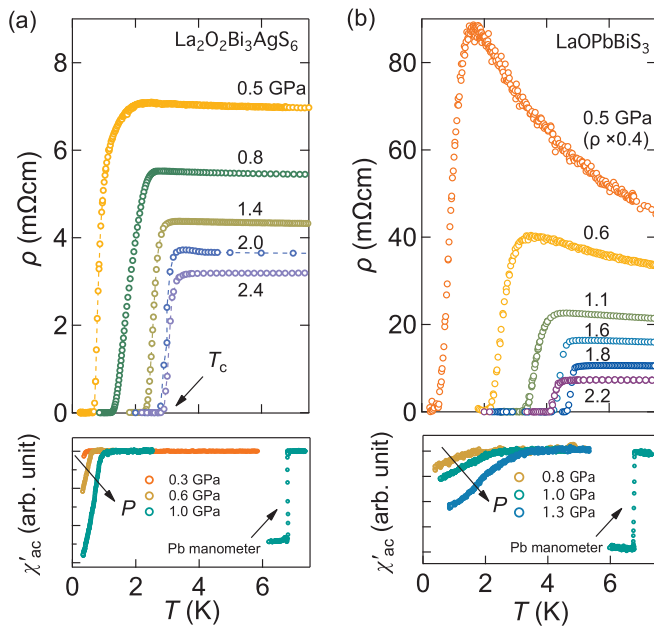 (a)
La₂O₂Bi₃AgS₆
0.5 GPa
0.8
1.4
2.0
2.4
Tc
ρ (mΩcm)
8
6
4
2
0
χ′ac (arb. unit)
0.3 GPa
0.6 GPa
1.0 GPa
P
Pb manometer
0 2 4 6
T (K)
(b)
LaOPbBiS₃
0.5 GPa
(ρ ×0.4)
0.6
1.1
1.6
1.8
2.2
ρ (mΩcm)
80
60
40
20
0
χ′ac (arb. unit)
0.8 GPa
1.0 GPa
1.3 GPa
P
Pb manometer
0 2 4 6
T (K)